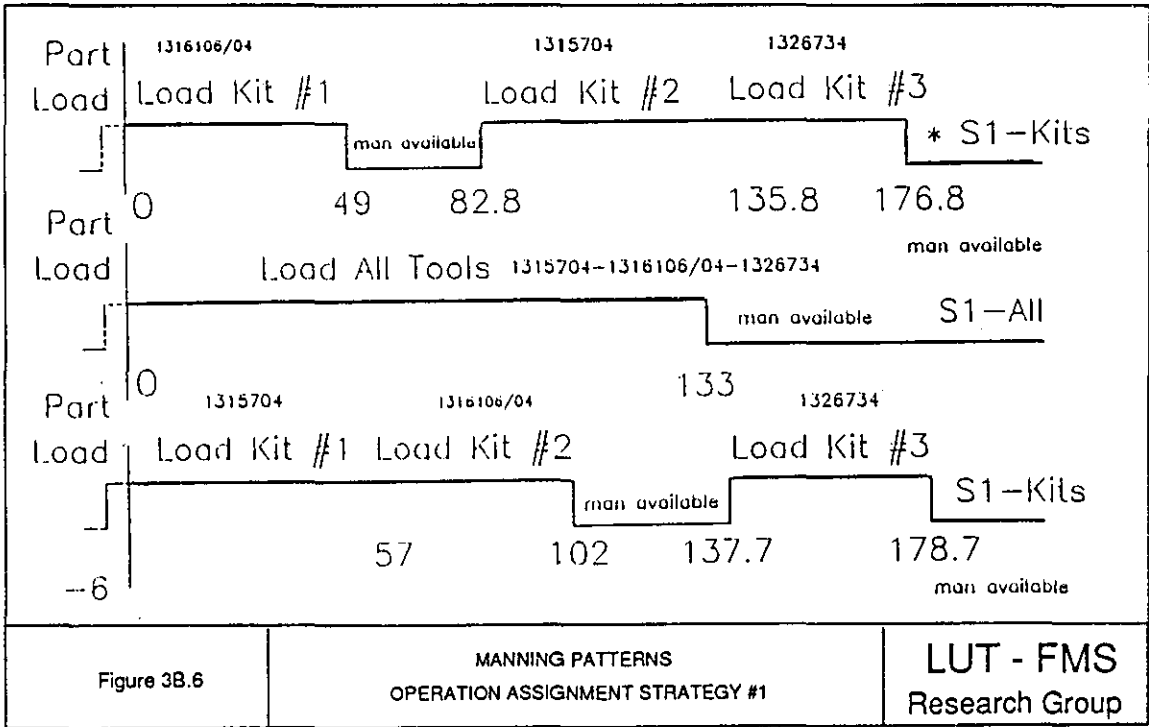 Part 1316106/04 1315704 1326734
Load Load Kit #1 Load Kit #2 Load Kit #3
man available * S1-Kits
0 49 82.8 135.8 176.8
Part man available
Load Load All Tools 1315704-1316106/04-1326734
man available S1-All
0 133
Part 1315704 1316106/04 1326734
Load Load Kit #1 Load Kit #2 Load Kit #3
man available S1-Kits
57 102 137.7 178.7
-6 man available
Figure 3B.6
MANNING PATTERNS
OPERATION ASSIGNMENT STRATEGY #1
LUT - FMS
Research Group